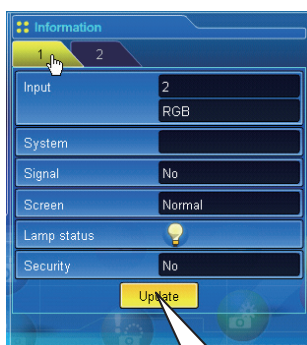 Information
1 2
Input 2
RGB
System
Signal No
Screen Normal
Lamp status
Security No
Update